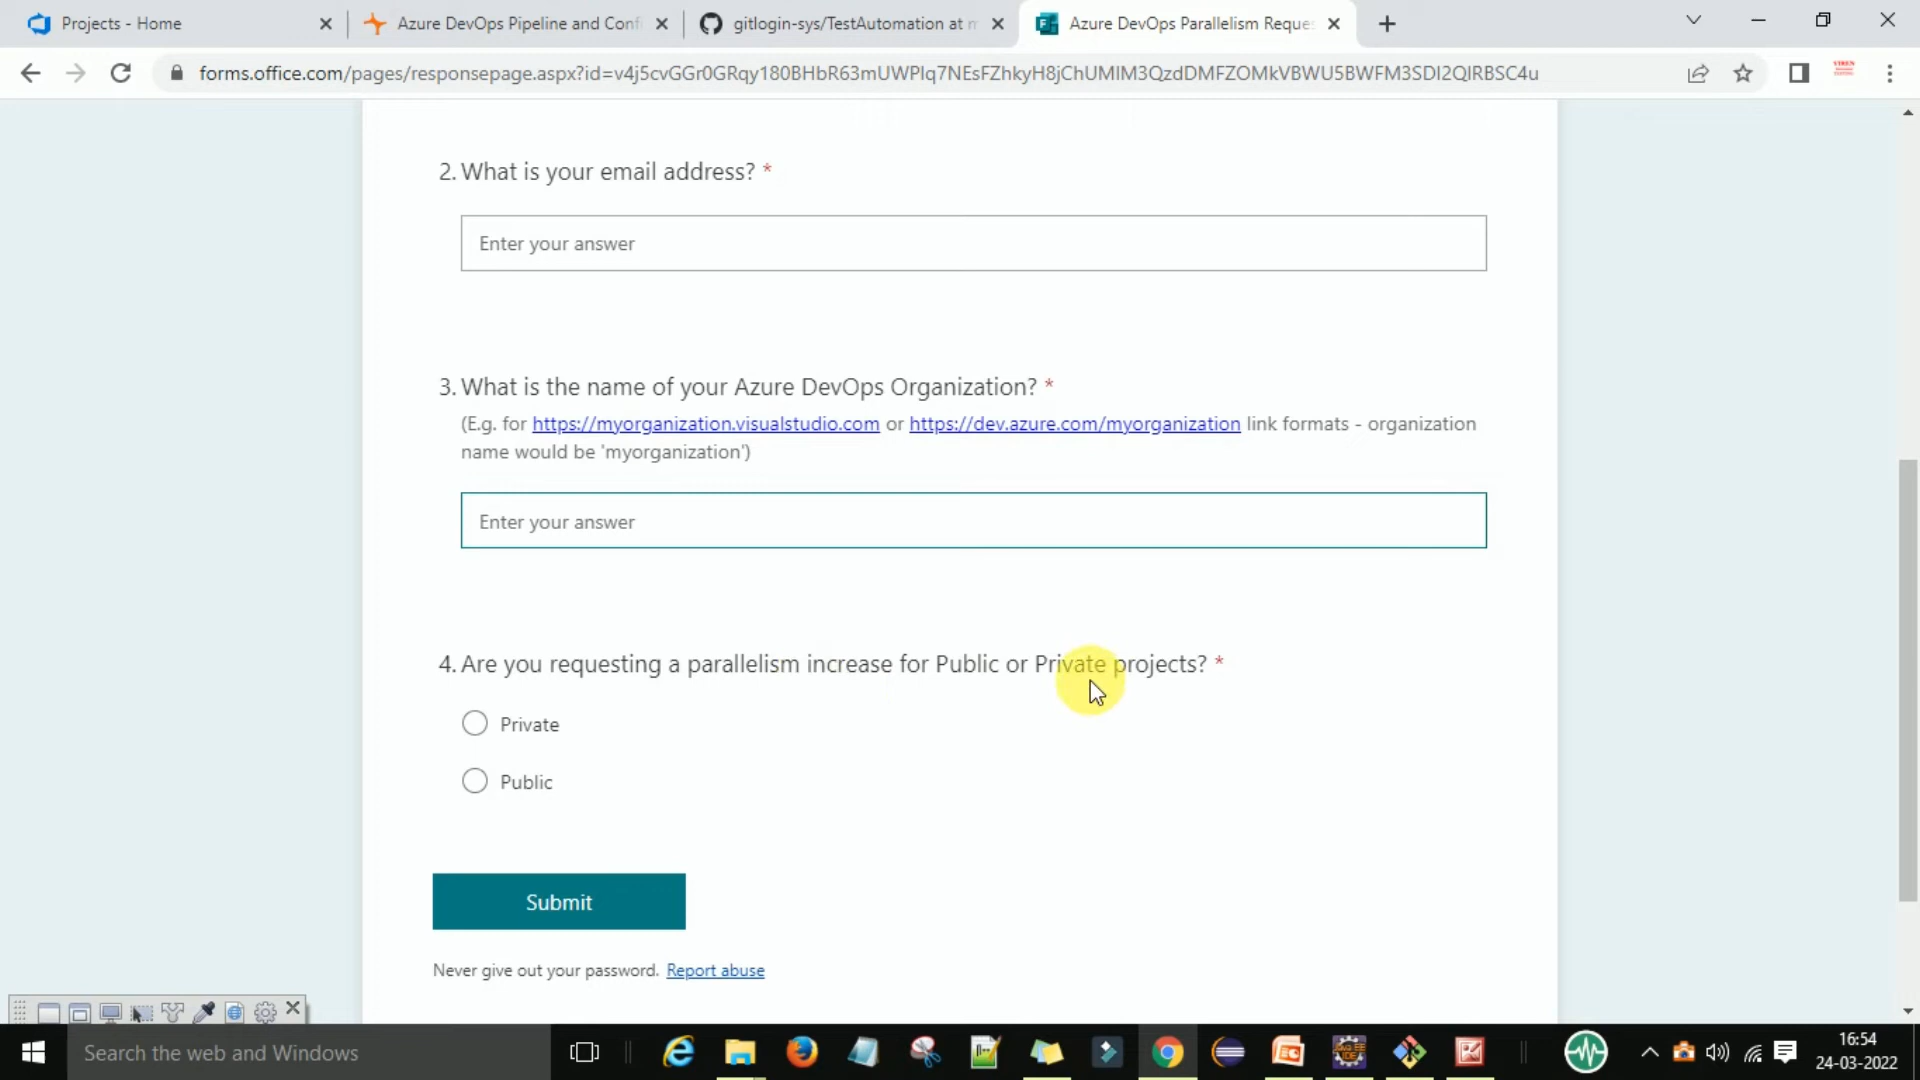 Projects - Home
Azure DevOps Pipeline and Conf
gitlogin-sys/TestAutomation at m
Azure DevOps Parallelism Reque
forms.office.com/pages/responsepage.aspx?id=v4j5cvGGr0GRqy180BHbR63mUWPlq7NEsFZhkyH8jChUMlM3QzdDMFZOMkVBWU5BWFM3SDI2QlRBSC4u
2. What is your email address? *
Enter your answer
3. What is the name of your Azure DevOps Organization? *
(E.g. for https://myorganization.visualstudio.com or https://dev.azure.com/myorganization link formats - organization
name would be 'myorganization')
Enter your answer
4. Are you requesting a parallelism increase for Public or Private projects? *
Private
Public
Submit
Never give out your password. Report abuse
Search the web and Windows
16:54
24-03-2022